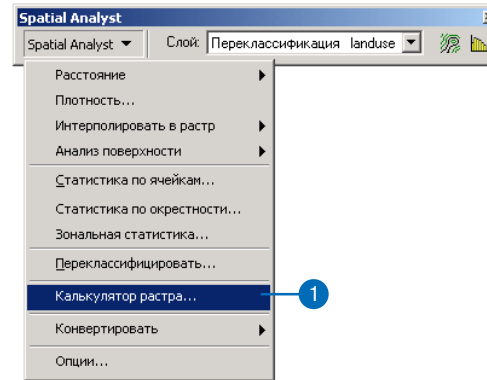 Spatial Analyst
Spatial Analyst Слой: Переклассификация landuse
Расстояние
Плотность...
Интерполировать в растр
Анализ поверхности
Статистика по ячейкам...
Статистика по окрестности...
Зональная статистика...
Переклассифицировать...
Калькулятор растра... 1
Конвертировать
Опции...